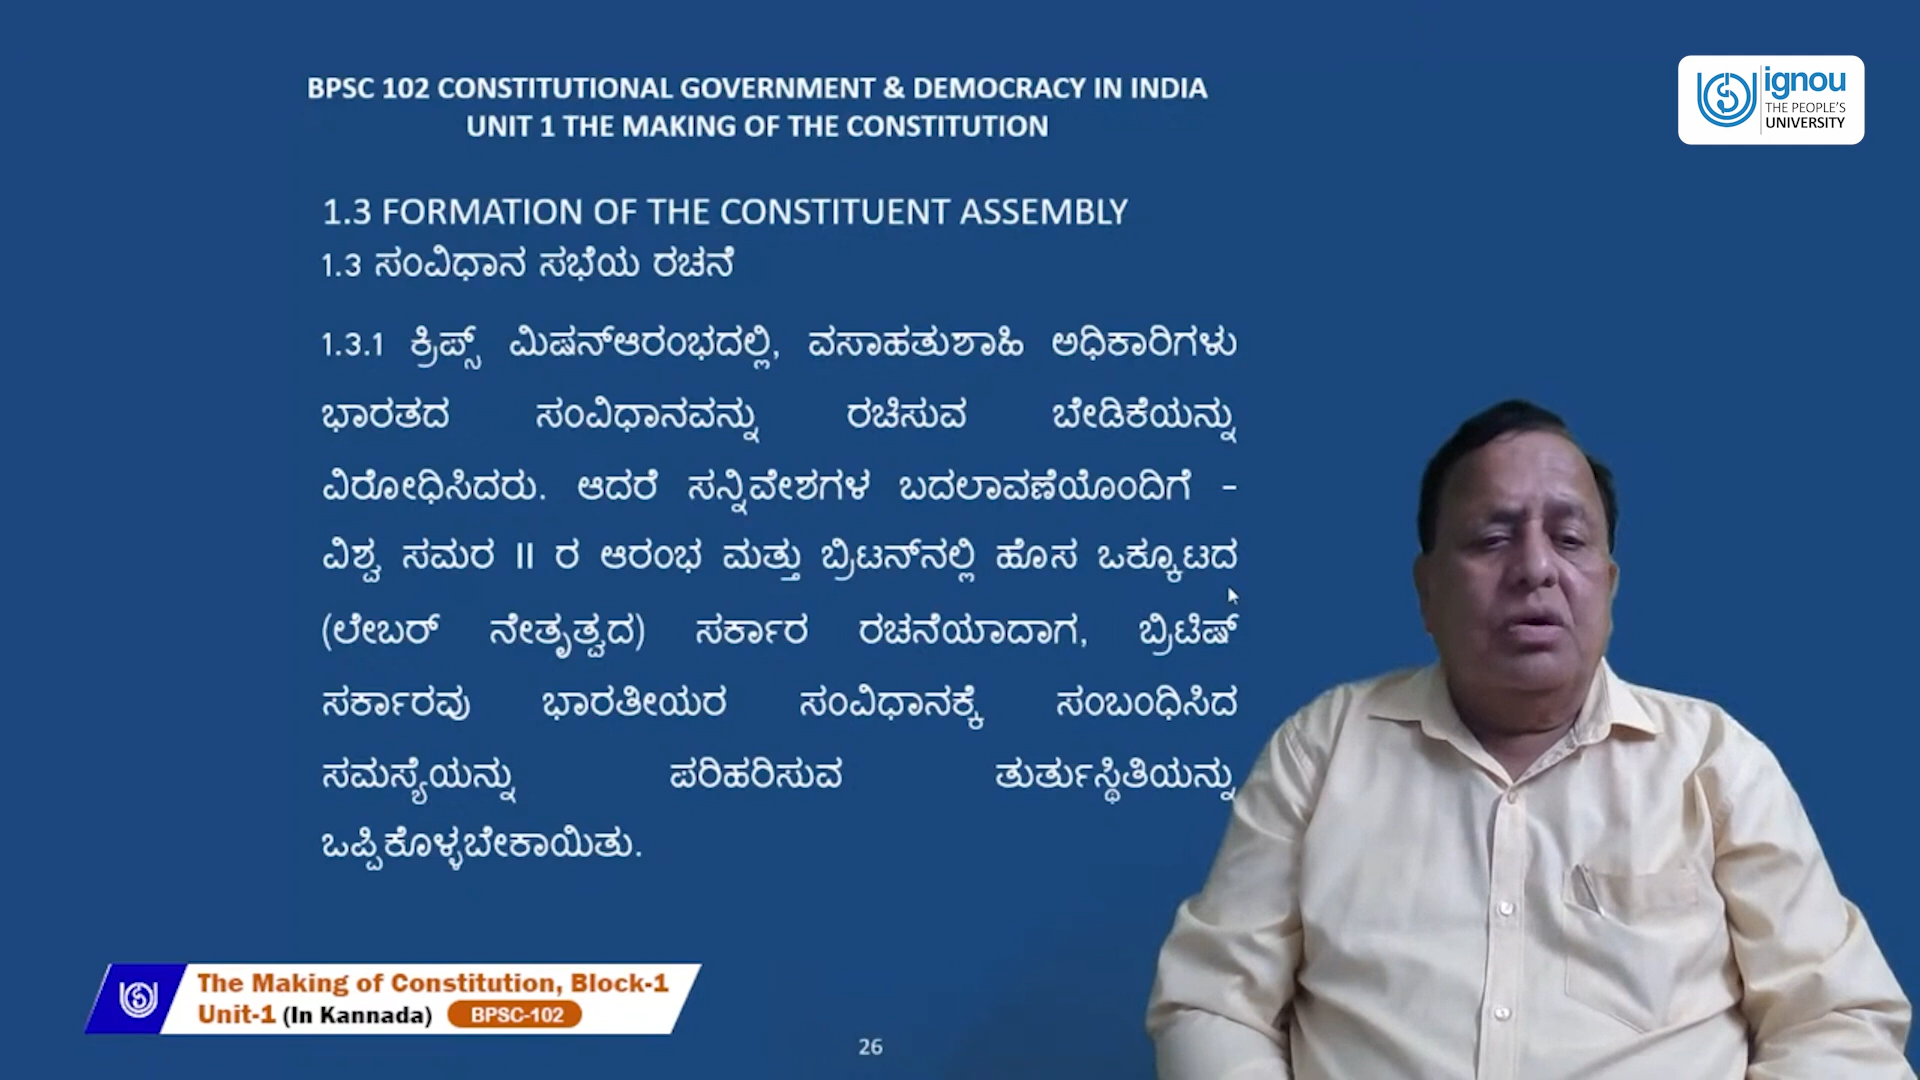 BPSC 102 CONSTITUTIONAL GOVERNMENT & DEMOCRACY IN INDIA
UNIT 1 THE MAKING OF THE CONSTITUTION
ignou
THE PEOPLE'S
UNIVERSITY
1.3 FORMATION OF THE CONSTITUENT ASSEMBLY
1.3 ಸಂವಿಧಾನ ಸಭೆಯ ರಚನೆ
1.3.1 ಕ್ರಿಪ್ಸ್ ಮಿಷನ್ಆರಂಭದಲ್ಲಿ, ವಸಾಹತುಶಾಹಿ ಅಧಿಕಾರಿಗಳು
ಭಾರತದ ಸಂವಿಧಾನವನ್ನು ರಚಿಸುವ ಬೇಡಿಕೆಯನ್ನು
ವಿರೋಧಿಸಿದರು. ಆದರೆ ಸನ್ನಿವೇಶಗಳ ಬದಲಾವಣೆಯೊಂದಿಗೆ -
ವಿಶ್ವ ಸಮರ II ರ ಆರಂಭ ಮತ್ತು ಬ್ರಿಟನ್‌ನಲ್ಲಿ ಹೊಸ ಒಕ್ಕೂಟದ
(ಲೇಬರ್ ನೇತೃತ್ವದ) ಸರ್ಕಾರ ರಚನೆಯಾದಾಗ, ಬ್ರಿಟಿಷ್
ಸರ್ಕಾರವು ಭಾರತೀಯರ ಸಂವಿಧಾನಕ್ಕೆ ಸಂಬಂಧಿಸಿದ
ಸಮಸ್ಯೆಯನ್ನು ಪರಿಹರಿಸುವ ತುರ್ತುಸ್ಥಿತಿಯನ್ನು
ಒಪ್ಪಿಕೊಳ್ಳಬೇಕಾಯಿತು.
The Making of Constitution, Block-1
Unit-1 (In Kannada) BPSC-102
26